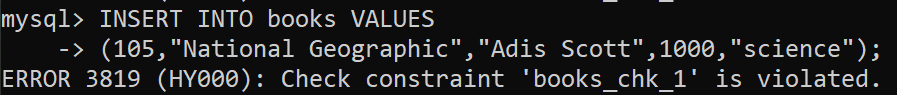 mysql> INSERT INTO books VALUES
    -> (105,"National Geographic","Adis Scott",1000,"science");
ERROR 3819 (HY000): Check constraint 'books_chk_1' is violated.